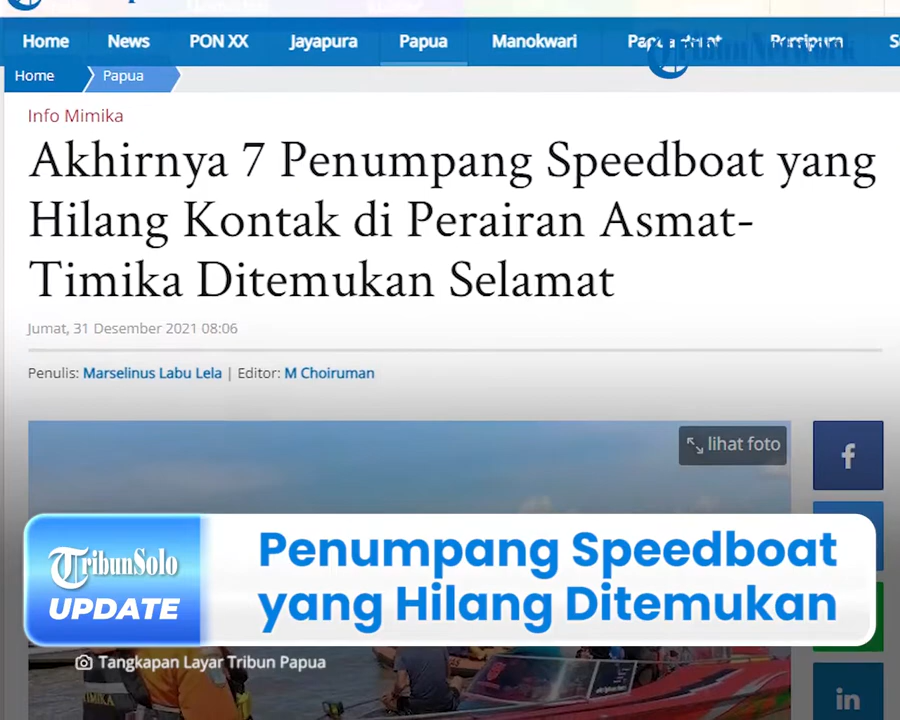 Home News PON XX Jayapura Papua Manokwari
Tribun Network
Home Papua
Info Mimika
Akhirnya 7 Penumpang Speedboat yang
Hilang Kontak di Perairan Asmat-
Timika Ditemukan Selamat
Jumat, 31 Desember 2021 08:06
Penulis: Marselinus Labu Lela | Editor: M Choiruman
lihat foto
f
TribunSolo
UPDATE
Penumpang Speedboat
yang Hilang Ditemukan
Tangkapan Layar Tribun Papua
in